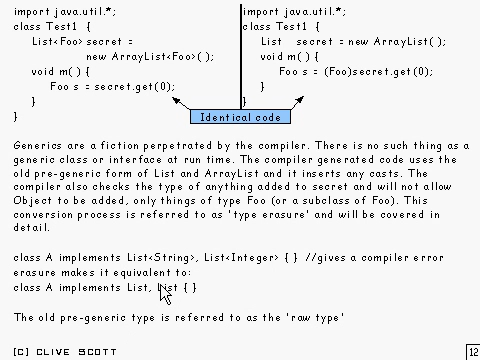 import java.util.*;
class Test1 {
List<Foo> secret =
new ArrayList<Foo>( );
void m( ) {
Foo s = secret.get(0);
}
}
import java.util.*;
class Test1 {
List secret = new ArrayList( );
void m( ) {
Foo s = (Foo)secret.get(0);
}
}
Identical code
Generics are a fiction perpetrated by the compiler. There is no such thing as a
generic class or interface at run time. The compiler generated code uses the
old pre-generic form of List and ArrayList and it inserts any casts. The
compiler also checks the type of anything added to secret and will not allow
Object to be added, only things of type Foo (or a subclass of Foo). This
conversion process is referred to as 'type erasure' and will be covered in
detail.
class A implements List<String>, List<Integer> { } //gives a compiler error
erasure makes it equivalent to:
class A implements List, List { }
The old pre-generic type is referred to as the 'raw type'
[C] CLIVE SCOTT
12